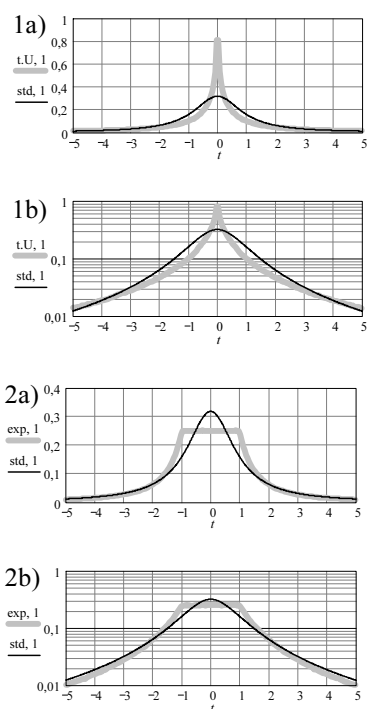 1a)
1
0,8
t.U, 1
0,6
0,4
std, 1
0,2
0
−5 −4 −3 −2 −1 0 1 2 3 4 5
t
1b)
1
t.U, 1
0,1
std, 1
0,01
−5 −4 −3 −2 −1 0 1 2 3 4 5
t
2a)
0,4
0,3
exp, 1
0,2
std, 1
0,1
0
−5 −4 −3 −2 −1 0 1 2 3 4 5
t
2b)
1
exp, 1
0,1
std, 1
0,01
−5 −4 −3 −2 −1 0 1 2 3 4 5
t